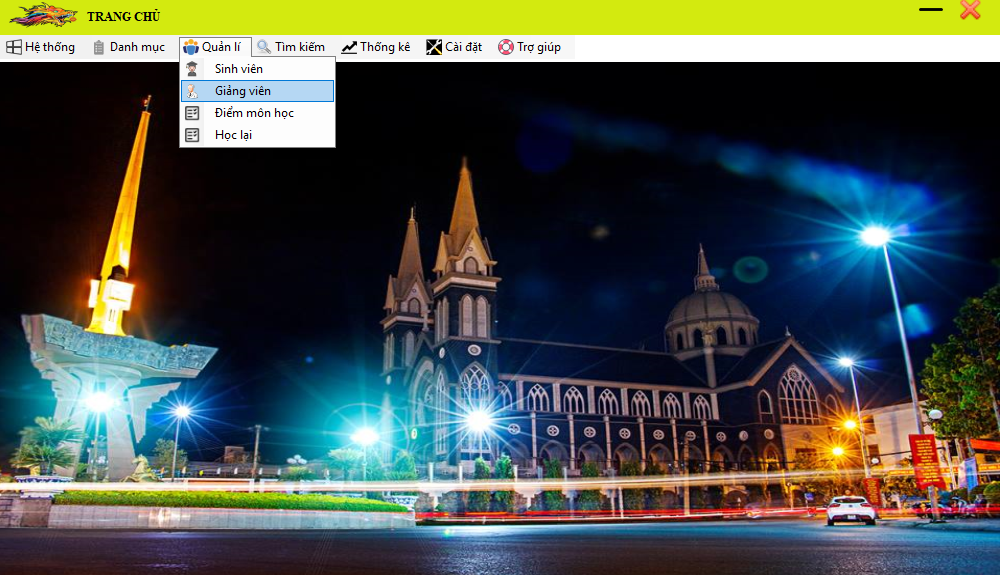 TRANG CHỦ
Hệ thống Danh mục Quản lí Tìm kiếm Thống kê Cài đặt Trợ giúp
Sinh viên
Giảng viên
Điểm môn học
Học lại